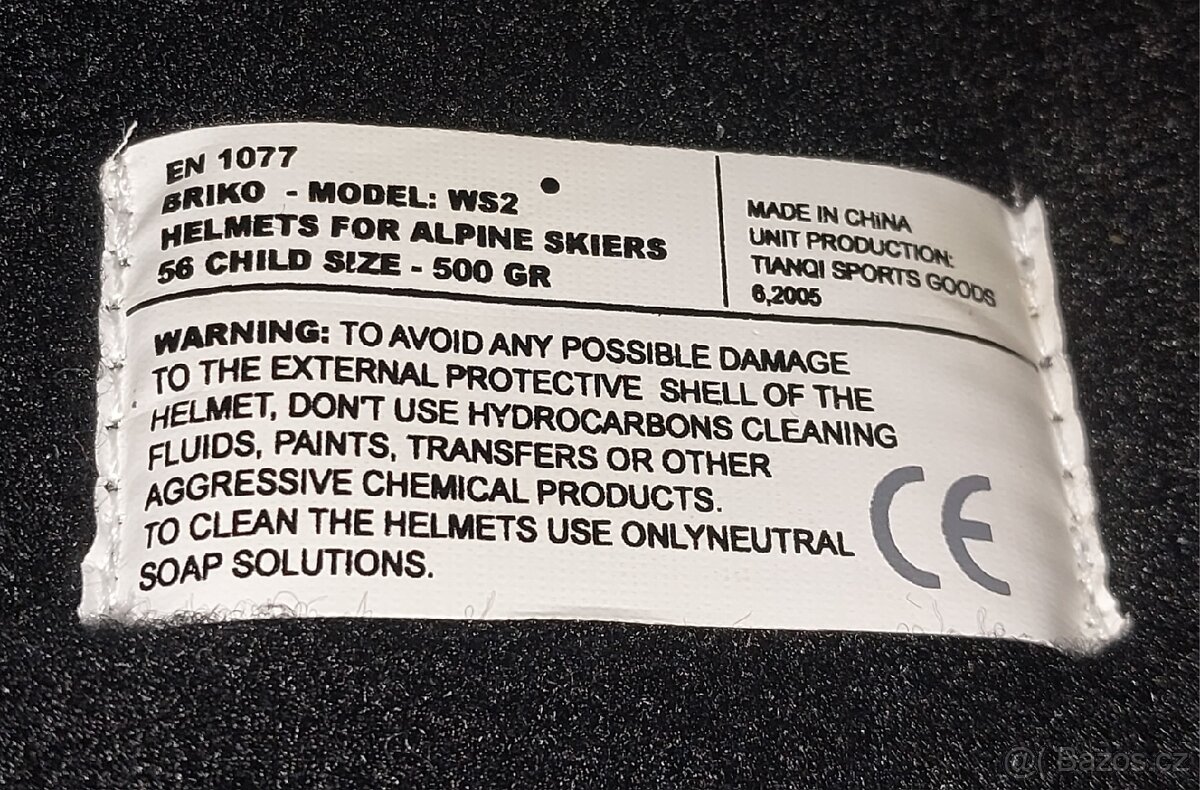 EN 1077
BRIKO - MODEL: WS2
HELMETS FOR ALPINE SKIERS
56 CHILD SIZE - 500 GR
MADE IN CHiNA
UNIT PRODUCTION:
TIANQI SPORTS GOODS
6,2005
WARNING: TO AVOID ANY POSSIBLE DAMAGE
TO THE EXTERNAL PROTECTIVE SHELL OF THE
HELMET, DON'T USE HYDROCARBONS CLEANING
FLUIDS, PAINTS, TRANSFERS OR OTHER
AGGRESSIVE CHEMICAL PRODUCTS.
TO CLEAN THE HELMETS USE ONLYNEUTRAL
SOAP SOLUTIONS.
CE
@( Bazos.cz